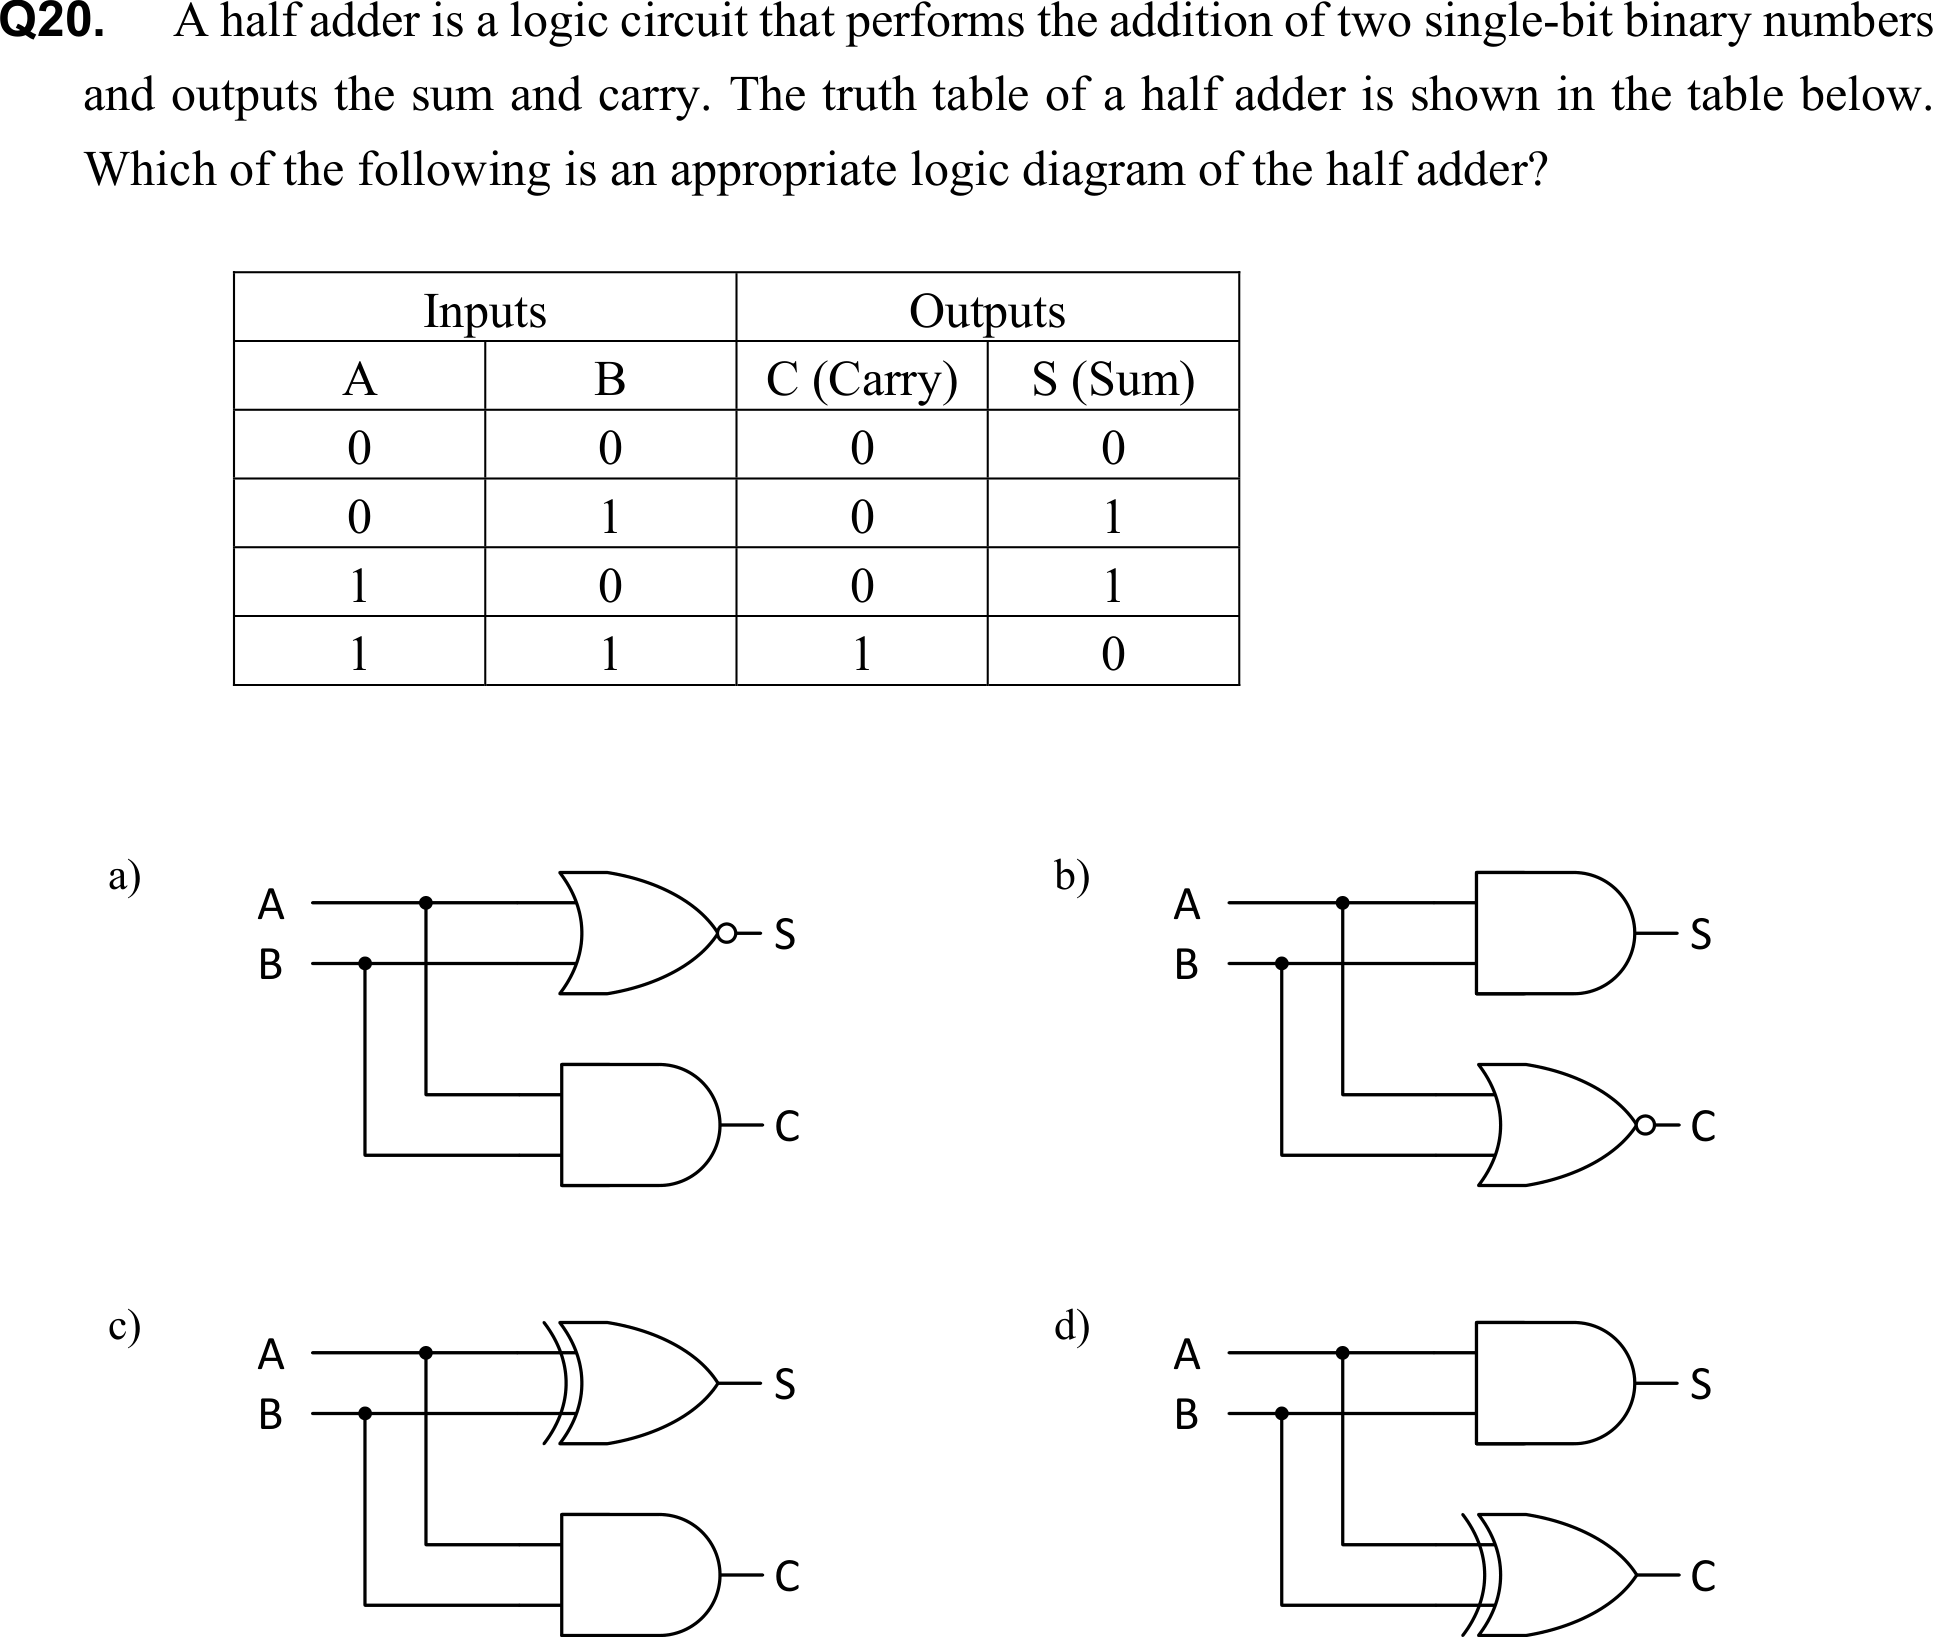 Q20. A half adder is a logic circuit that performs the addition of two single-bit binary numbers
and outputs the sum and carry. The truth table of a half adder is shown in the table below.
Which of the following is an appropriate logic diagram of the half adder?
Inputs Outputs
A B C (Carry) S (Sum)
0 0 0 0
0 1 0 1
1 0 0 1
1 1 1 0
a)
A
B
S
C
b)
A
B
S
C
c)
A
B
S
C
d)
A
B
S
C